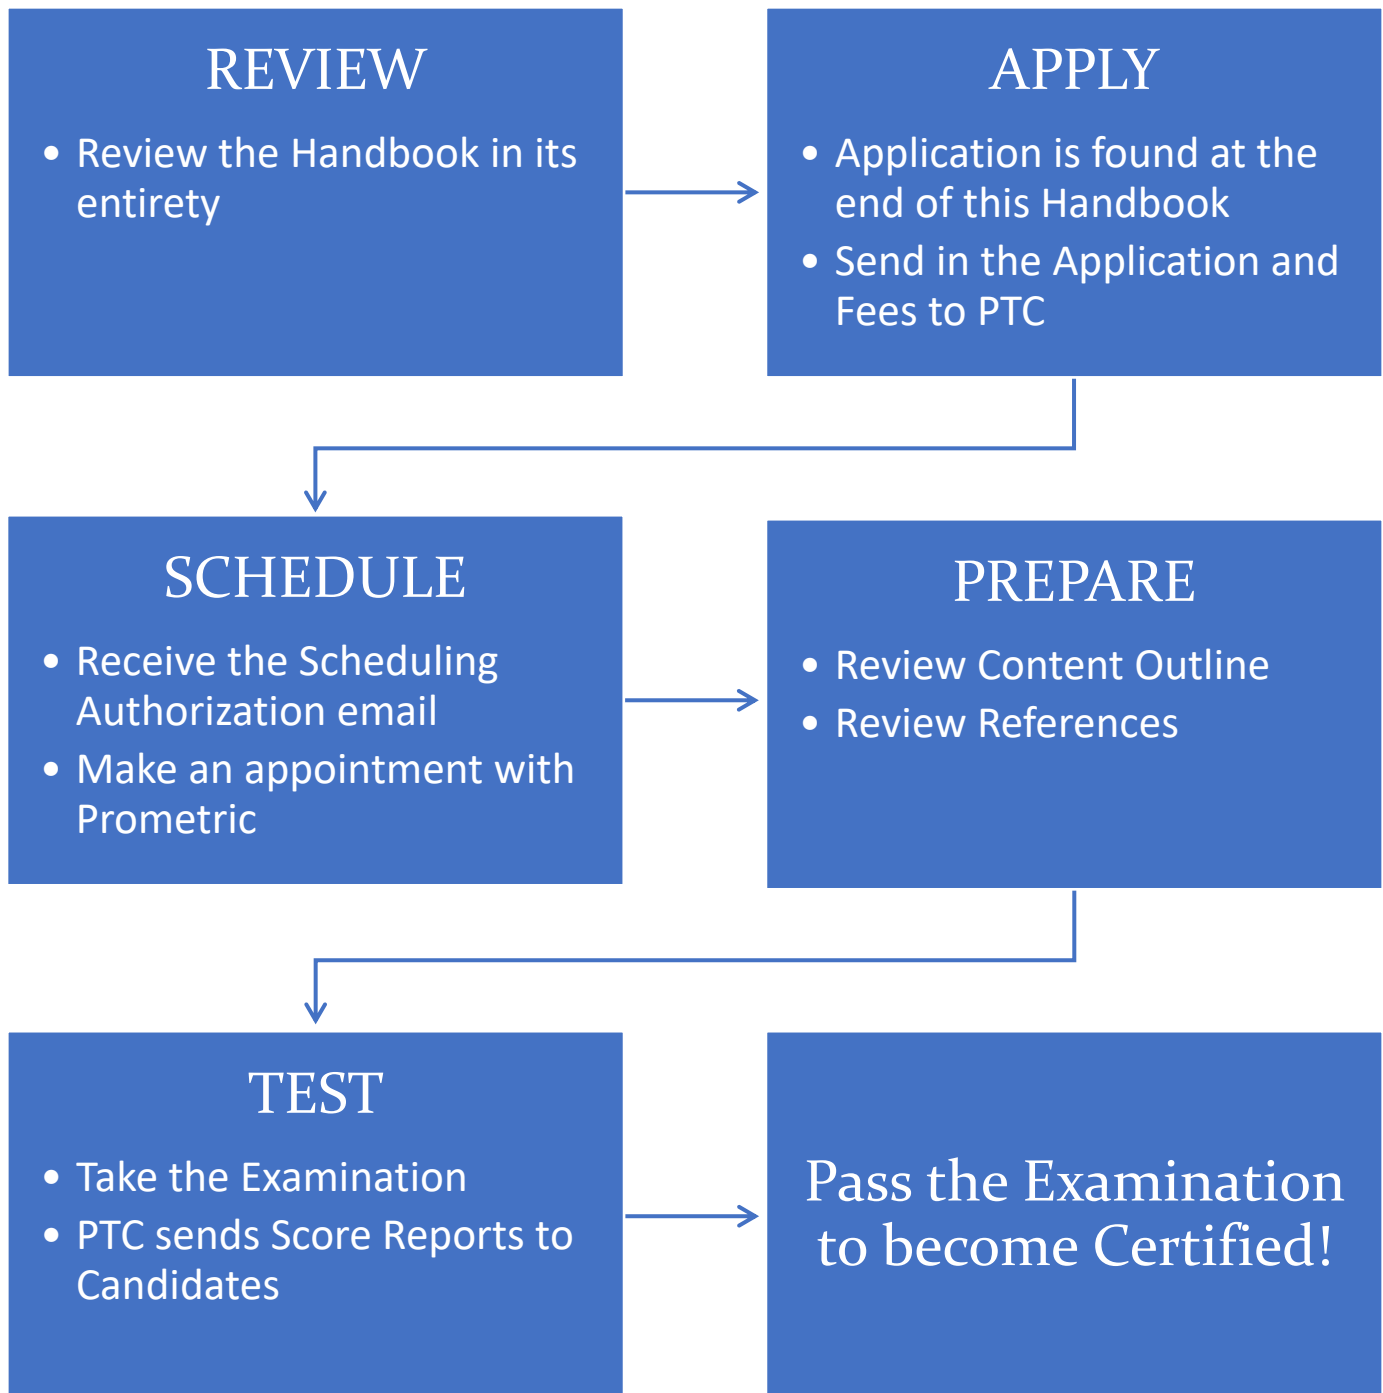 REVIEW
• Review the Handbook in its
entirety
APPLY
• Application is found at the
end of this Handbook
• Send in the Application and
Fees to PTC
SCHEDULE
• Receive the Scheduling
Authorization email
• Make an appointment with
Prometric
PREPARE
• Review Content Outline
• Review References
TEST
• Take the Examination
• PTC sends Score Reports to
Candidates
Pass the Examination
to become Certified!